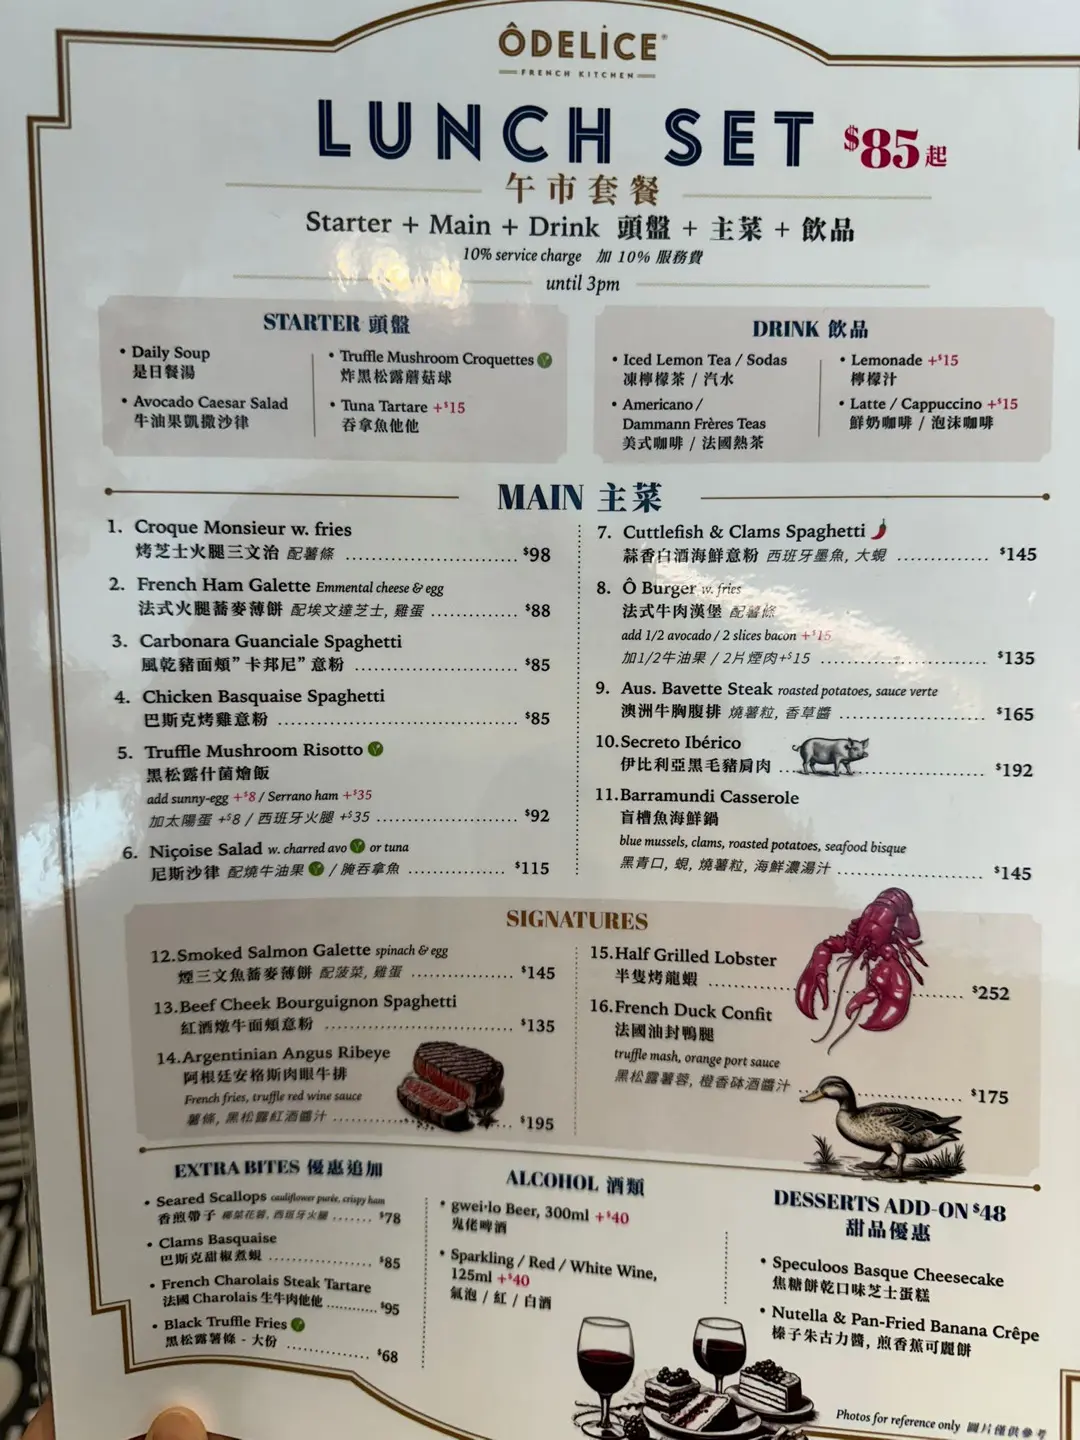 ÔDELİCE®
FRENCH KITCHEN
LUNCH SET $85起
午市套餐
Starter + Main + Drink 頭盤 + 主菜 + 飲品
10% service charge 加 10% 服務費
until 3pm
STARTER 頭盤
• Daily Soup
是日餐湯
• Avocado Caesar Salad
牛油果凱撒沙律
• Truffle Mushroom Croquettes
炸黑松露蘑菇球
• Tuna Tartare +$15
吞拿魚他他
DRINK 飲品
• Iced Lemon Tea / Sodas
凍檸檬茶 / 汽水
• Americano /
Dammann Frères Teas
美式咖啡 / 法國熱茶
• Lemonade +$15
檸檬汁
• Latte / Cappuccino +$15
鮮奶咖啡 / 泡沫咖啡
MAIN 主菜
1. Croque Monsieur w. fries
烤芝士火腿三文治 配薯條 $98
2. French Ham Galette Emmental cheese & egg
法式火腿蕎麥薄餅 配埃文達芝士, 雞蛋 $88
3. Carbonara Guanciale Spaghetti
風乾豬面頰”卡邦尼”意粉 $85
4. Chicken Basquaise Spaghetti
巴斯克烤雞意粉 $85
5. Truffle Mushroom Risotto
黑松露什菌燴飯
add sunny-egg +$8 / Serrano ham +$35
加太陽蛋 +$8 / 西班牙火腿 +$35 $92
6. Niçoise Salad w. charred avo or tuna
尼斯沙律 配燒牛油果 / 腌吞拿魚 $115
7. Cuttlefish & Clams Spaghetti
蒜香白酒海鮮意粉 西班牙墨魚, 大蜆 $145
8. Ô Burger w. fries
法式牛肉漢堡 配薯條
add 1/2 avocado / 2 slices bacon +$15
加1/2牛油果 / 2片煙肉+$15 $135
9. Aus. Bavette Steak roasted potatoes, sauce verte
澳洲牛胸腹排 燒薯粒, 香草醬 $165
10.Secreto Ibérico
伊比利亞黑毛豬肩肉 $192
11.Barramundi Casserole
盲槽魚海鮮鍋
blue mussels, clams, roasted potatoes, seafood bisque
黑青口, 蜆, 燒薯粒, 海鮮濃湯汁 $145
SIGNATURES
12.Smoked Salmon Galette spinach & egg
煙三文魚蕎麥薄餅 配菠菜, 雞蛋 $145
13.Beef Cheek Bourguignon Spaghetti
紅酒燉牛面頰意粉 $135
14.Argentinian Angus Ribeye
阿根廷安格斯肉眼牛排
French fries, truffle red wine sauce
薯條, 黑松露紅酒醬汁 $195
15.Half Grilled Lobster
半隻烤龍蝦 $252
16.French Duck Confit
法國油封鴨腿
truffle mash, orange port sauce
黑松露薯蓉, 橙香砵酒醬汁 $175
EXTRA BITES 優惠追加
• Seared Scallops cauliflower purée, crispy ham
香煎帶子 椰菜花蓉, 西班牙火腿 $78
• Clams Basquaise
巴斯克甜椒煮蜆 $85
• French Charolais Steak Tartare
法國 Charolais 生牛肉他他 $95
• Black Truffle Fries
黑松露薯條 - 大份 $68
ALCOHOL 酒類
• gwei·lo Beer, 300ml +$40
鬼佬啤酒
• Sparkling / Red / White Wine,
125ml +$40
氣泡 / 紅 / 白酒
DESSERTS ADD-ON $48
甜品優惠
• Speculoos Basque Cheesecake
焦糖餅乾口味芝士蛋糕
• Nutella & Pan-Fried Banana Crêpe
榛子朱古力醬, 煎香蕉可麗餅
Photos for reference only 圖片僅供參考